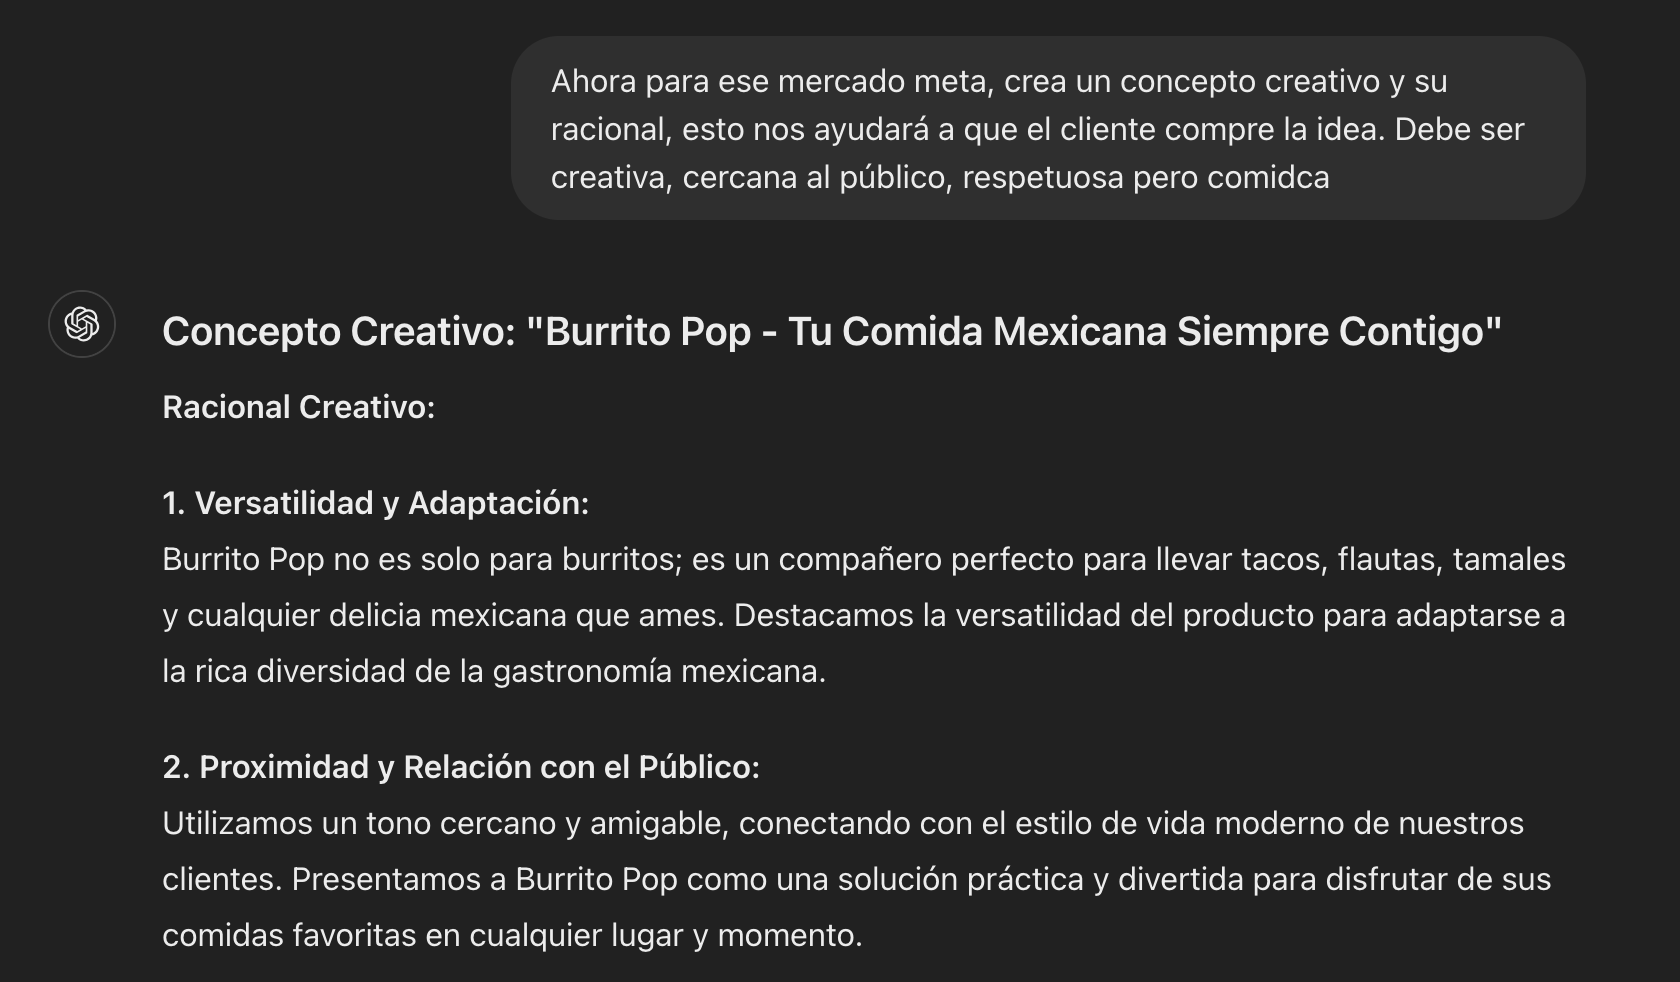 Ahora para ese mercado meta, crea un concepto creativo y su
racional, esto nos ayudará a que el cliente compre la idea. Debe ser
creativa, cercana al público, respetuosa pero comidca
Concepto Creativo: "Burrito Pop - Tu Comida Mexicana Siempre Contigo"
Racional Creativo:
1. Versatilidad y Adaptación:
Burrito Pop no es solo para burritos; es un compañero perfecto para llevar tacos, flautas, tamales
y cualquier delicia mexicana que ames. Destacamos la versatilidad del producto para adaptarse a
la rica diversidad de la gastronomía mexicana.
2. Proximidad y Relación con el Público:
Utilizamos un tono cercano y amigable, conectando con el estilo de vida moderno de nuestros
clientes. Presentamos a Burrito Pop como una solución práctica y divertida para disfrutar de sus
comidas favoritas en cualquier lugar y momento.